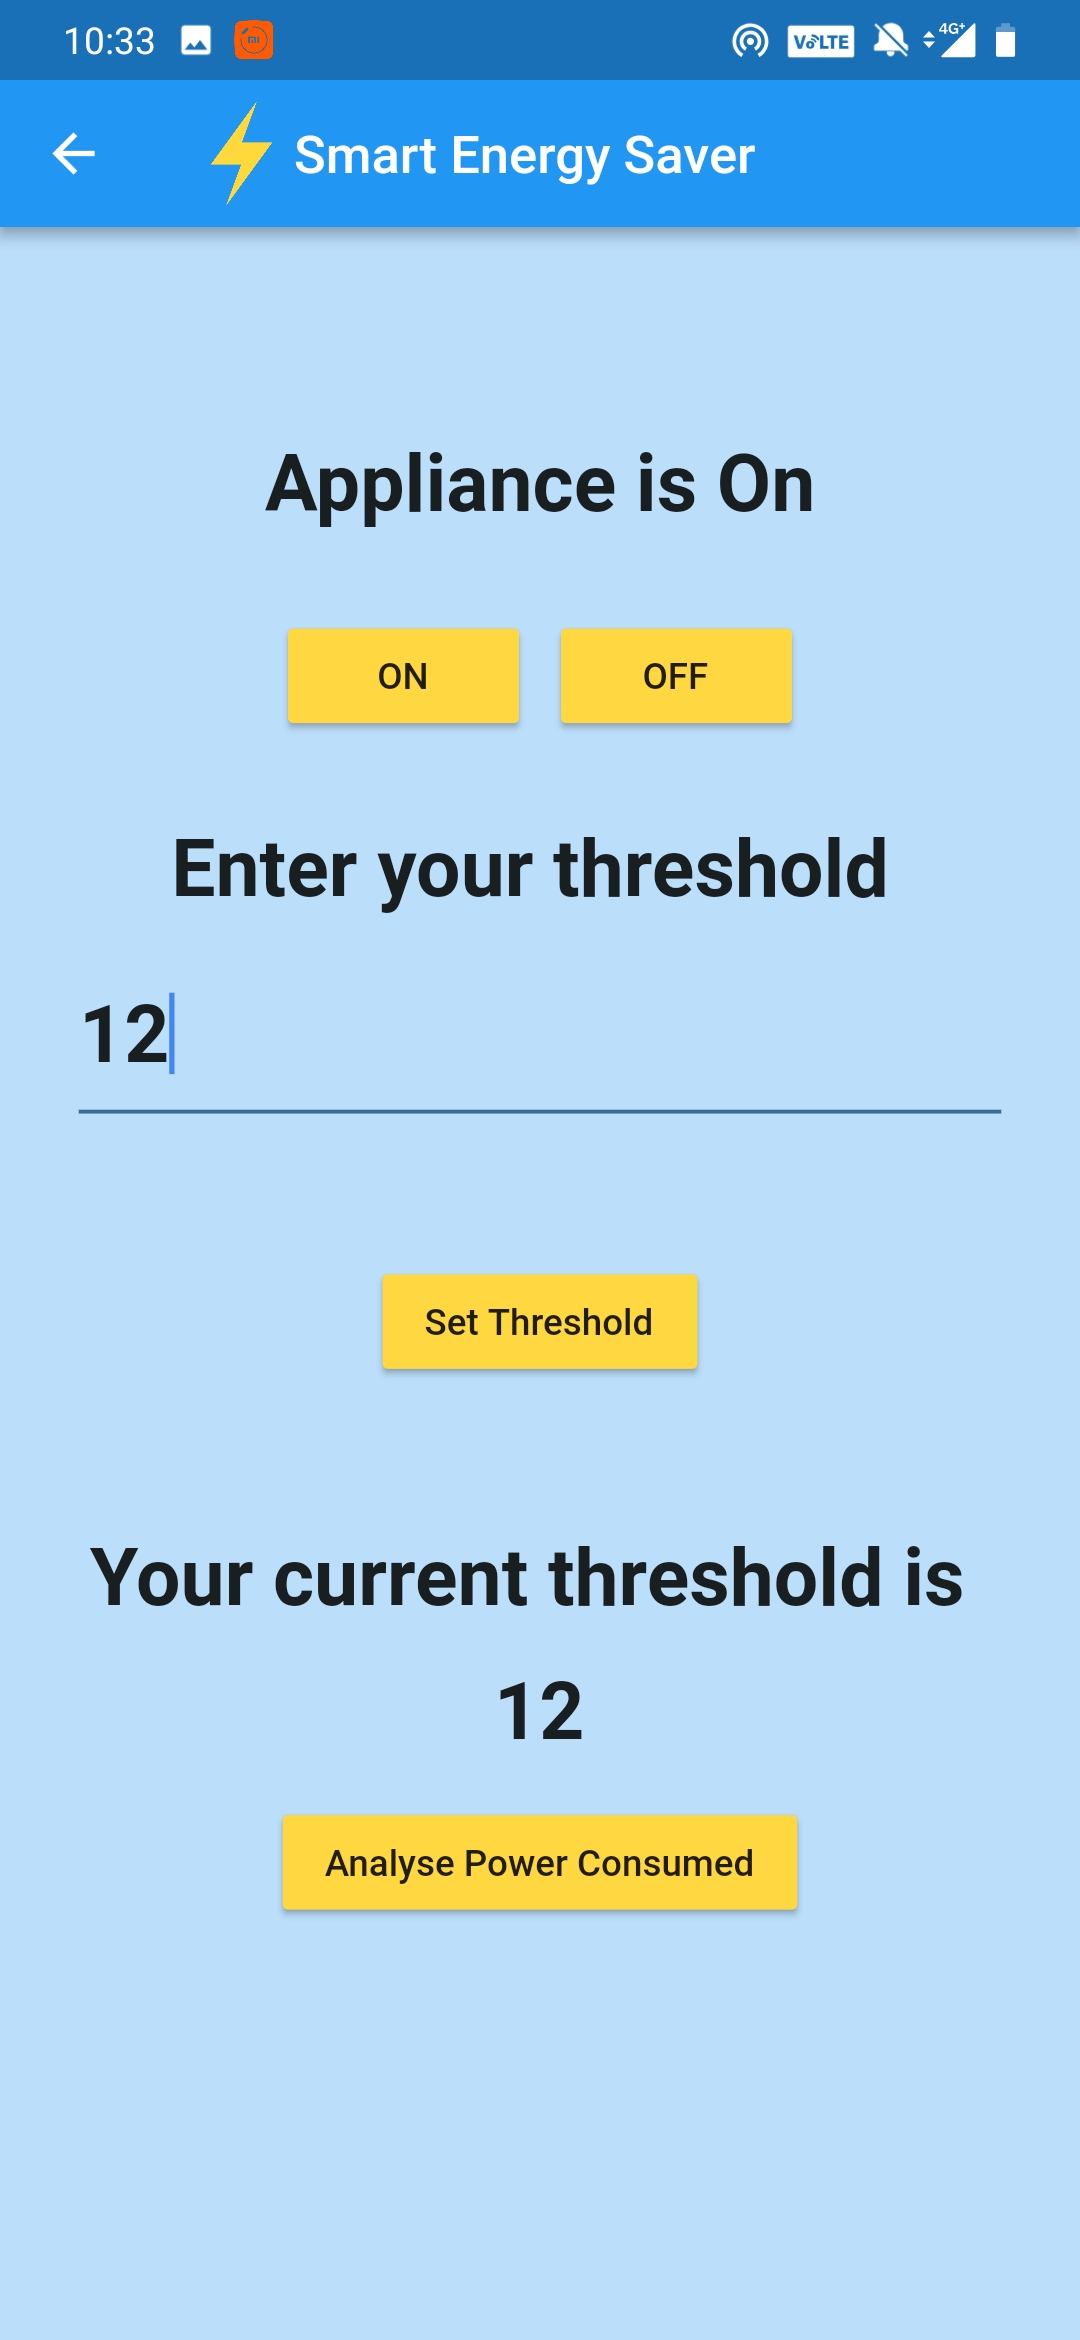 10:33 VoLTE 4G+
Smart Energy Saver
Appliance is On
ON OFF
Enter your threshold
12
Set Threshold
Your current threshold is
12
Analyse Power Consumed